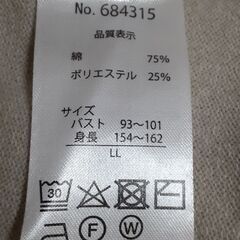 No. 684315
品質表示
綿 75%
ポリエステル 25%
サイズ
バスト 93～101
身長 154～162
LL
30
F W